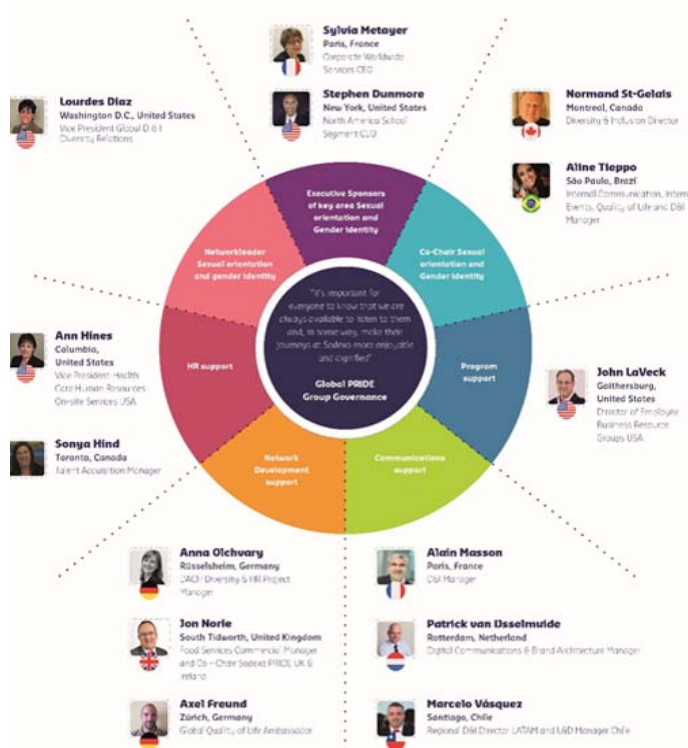 Sylvia Metayer
Paris, France
Corporate Worldwide
Services CEO
Stephen Dunmore
New York, United States
North America School
Segment CEO
Lourdes Diaz
Washington D.C., United States
Vice President Global D & I
Diversity Relations
Normand St-Gelais
Montreal, Canada
Diversity & Inclusion Director
Aline Tieppo
São Paulo, Brazil
Internal Communication, Intern
Events, Quality of Life and D&I
Manager
Executive Sponsors
of key area Sexual
orientation and
Gender Identity
Networkleader
Sexual orientation
and gender identity
Co-Chair Sexual
orientation and
Gender Identity
"It's important for
everyone to know that we are
always available to listen to them
and, in some way, make their
journeys at Sodexo more enjoyable
and dignified"
Global PRIDE
Group Governance
HR support
Program
support
Network
Development
support
Communications
support
Ann Hines
Columbia,
United States
Vice President Health
Care Human Resources
On-site Services USA
Sonya Hind
Toronto, Canada
Talent Acquisition Manager
John LaVeck
Gaithersburg,
United States
Director of Employee
Business Resource
Groups USA
Anna Olchvary
Rüsselsheim, Germany
DACH Diversity & HR Project
Manager
Jon Norie
South Tidworth, United Kingdom
Food Services Commercial Manager
and Co - Chair Sodexo PRIDE UK &
Ireland
Axel Freund
Zürich, Germany
Global Quality of Life Ambassador
Alain Masson
Paris, France
D&I Manager
Patrick van IJsselmuide
Rotterdam, Netherland
Digital Communications & Brand Architecture Manager
Marcelo Vásquez
Santiago, Chile
Regional D&I Director LATAM and L&D Manager Chile